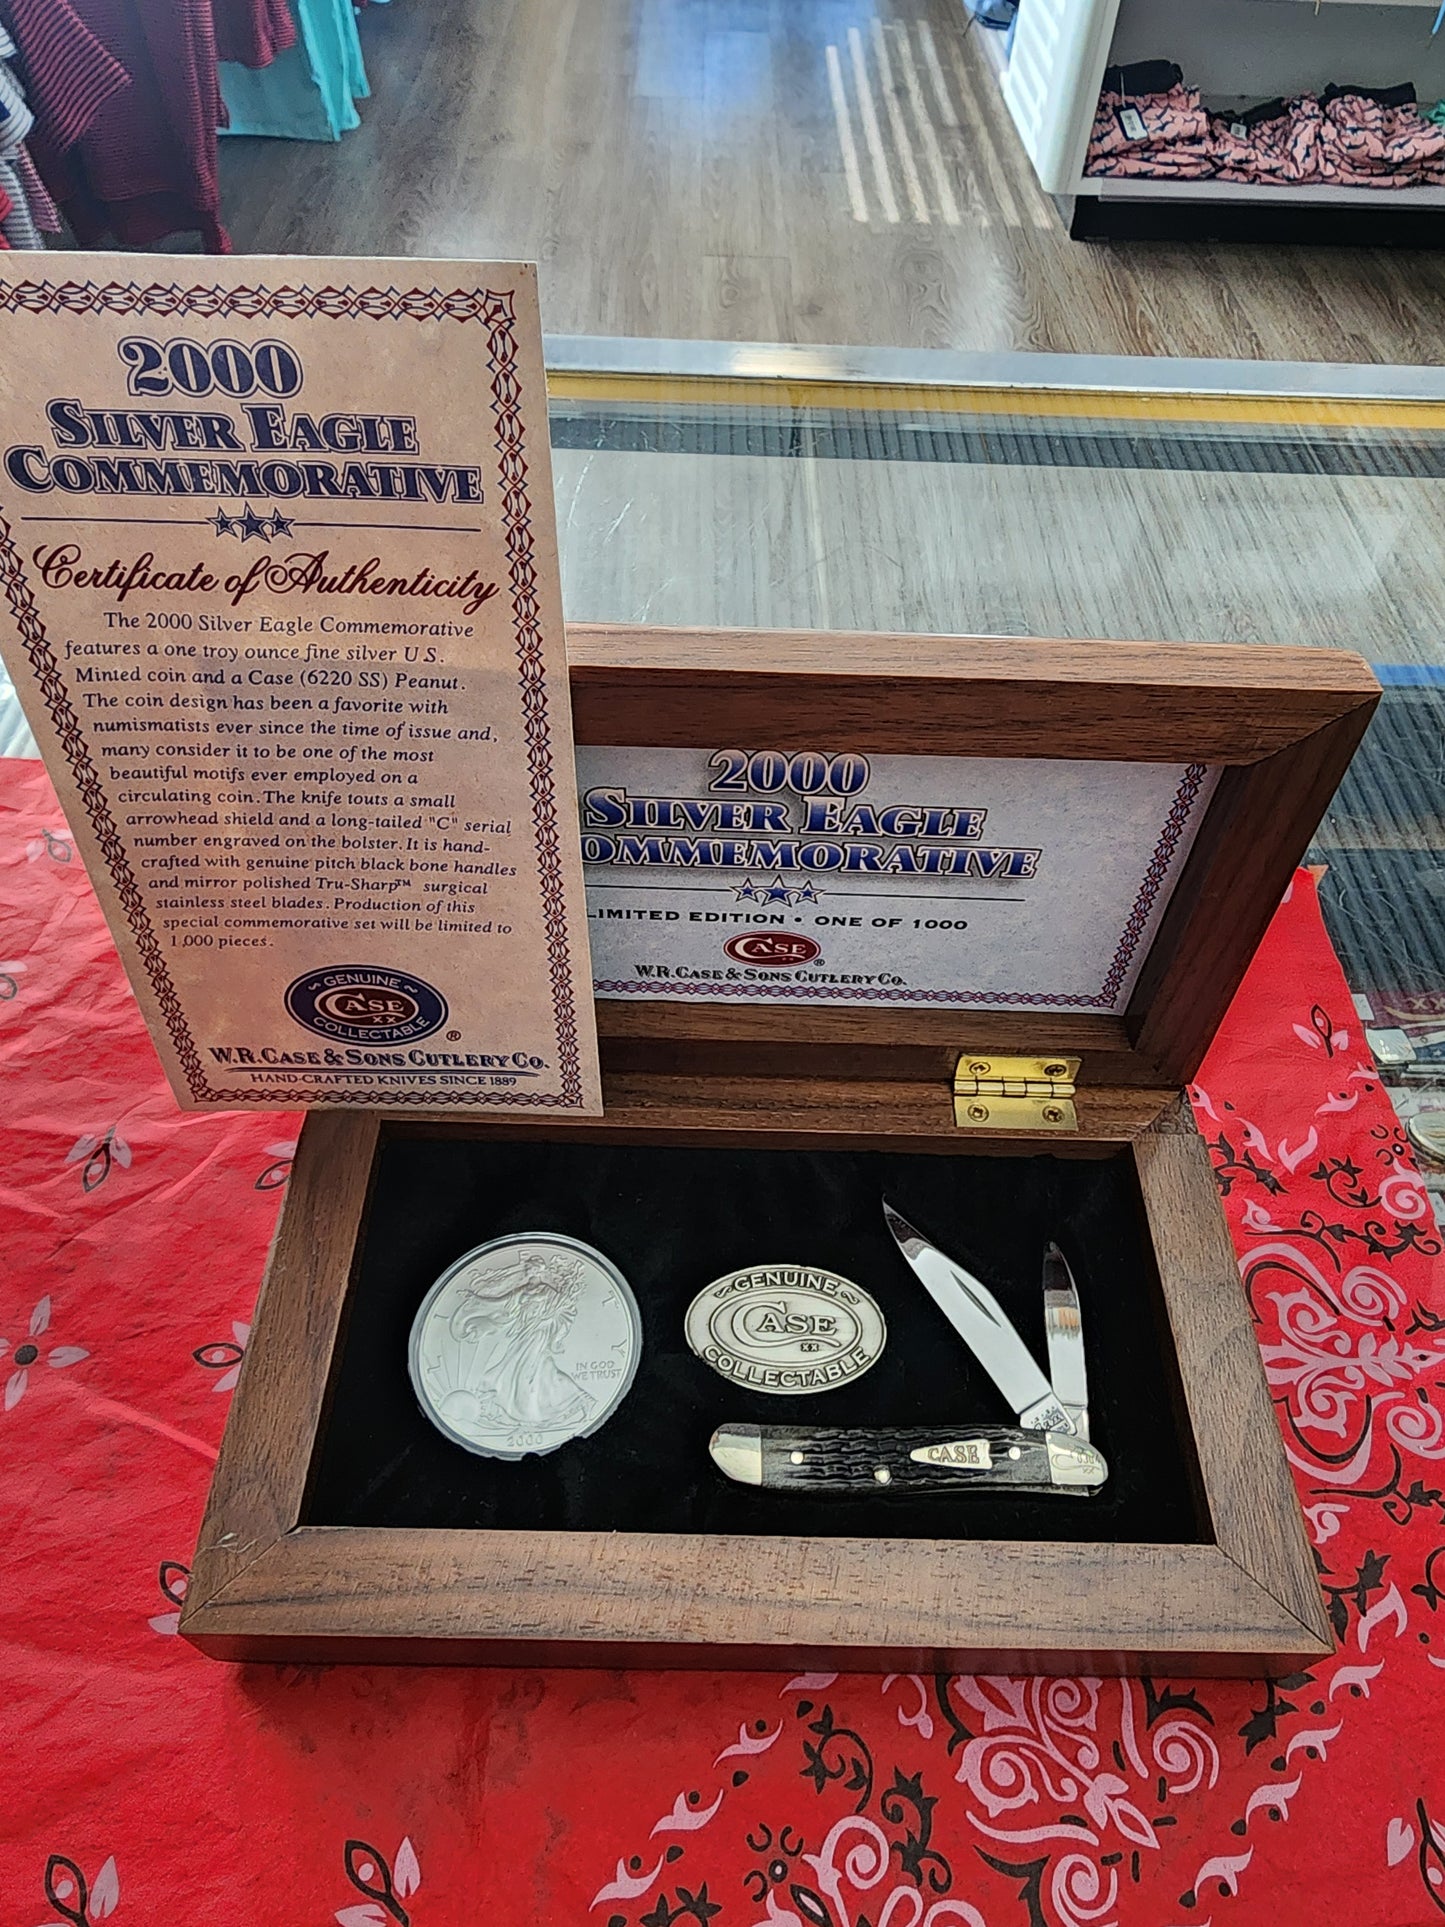 2000
SILVER EAGLE
COMMEMORATIVE
Certificate of Authenticity
The 2000 Silver Eagle Commemorative
features a one troy ounce fine silver U.S.
Minted coin and a Case (6220 SS) Peanut.
The coin design has been a favorite with
numismatists ever since the time of issue and,
many consider it to be one of the most
beautiful motifs ever employed on a
circulating coin. The knife touts a small
arrowhead shield and a long-tailed "C" serial
number engraved on the bolster. It is hand-
crafted with genuine pitch black bone handles
and mirror polished Tru-Sharp™ surgical
stainless steel blades. Production of this
special commemorative set will be limited to
1,000 pieces.
GENUINE
CASE
XX
COLLECTABLE
®
W.R. CASE & SONS CUTLERY CO.
HAND-CRAFTED KNIVES SINCE 1889
2000
SILVER EAGLE
OMMEMORATIVE
LIMITED EDITION • ONE OF 1000
CASE ®
W.R. CASE & SONS CUTLERY CO.
LIBERTY
IN GOD
WE TRUST
2000
GENUINE
CASE
XX
COLLECTABLE
CASE